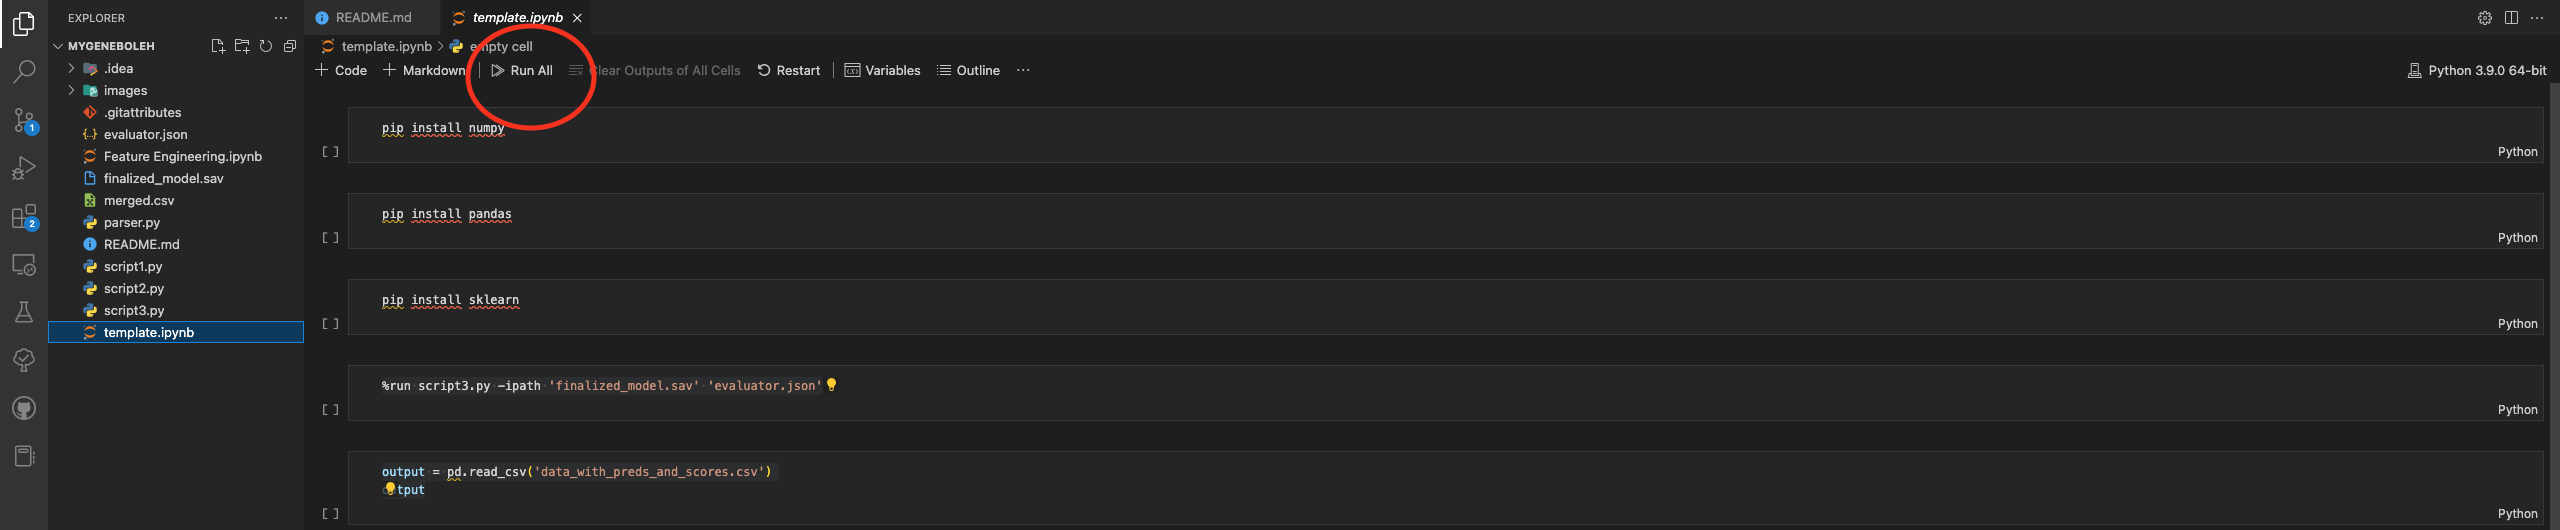 EXPLORER
MYGENEBOLEH
.idea
images
.gitattributes
evaluator.json
Feature Engineering.ipynb
finalized_model.sav
merged.csv
parser.py
README.md
script1.py
script2.py
script3.py
template.ipynb
1
2
README.md template.ipynb
template.ipynb > empty cell
+ Code + Markdown Run All Clear Outputs of All Cells Restart Variables Outline ...
Python 3.9.0 64-bit
pip install numpy
[ ]
Python
pip install pandas
[ ]
Python
pip install sklearn
[ ]
Python
%run script3.py -ipath 'finalized_model.sav' 'evaluator.json'
[ ]
Python
output = pd.read_csv('data_with_preds_and_scores.csv')
tput
[ ]
Python